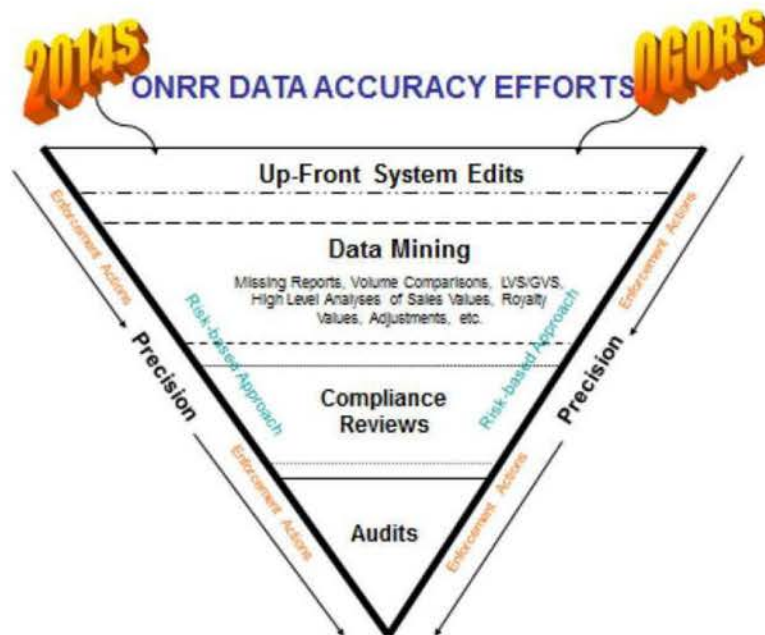 2014S
OGORS
ONRR DATA ACCURACY EFFORTS
Up-Front System Edits
Enforcement Actions
Enforcement Actions
Data Mining
Missing Reports, Volume Comparisons, LVS/GVS,
High Level Analyses of Sales Values, Royalty
Values, Adjustments, etc.
Risk-based Approach
Risk-based Approach
Precision
Precision
Compliance
Reviews
Enforcement Actions
Enforcement Actions
Audits